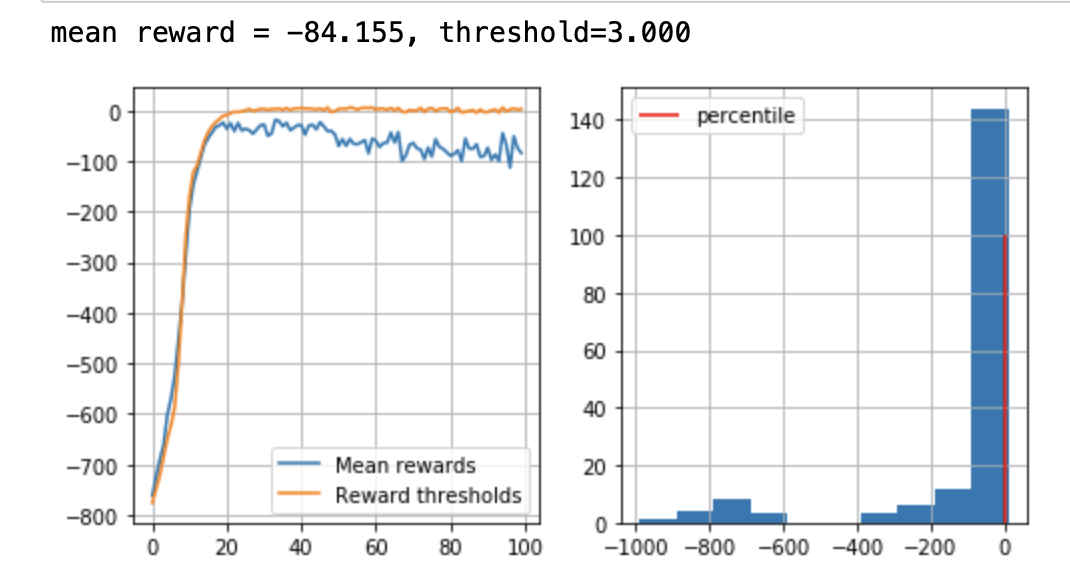 mean reward = -84.155, threshold=3.000
0
−100
−200
−300
−400
−500
−600
−700
−800
0 20 40 60 80 100
Mean rewards
Reward thresholds
140
120
100
80
60
40
20
0
−1000 −800 −600 −400 −200 0
percentile